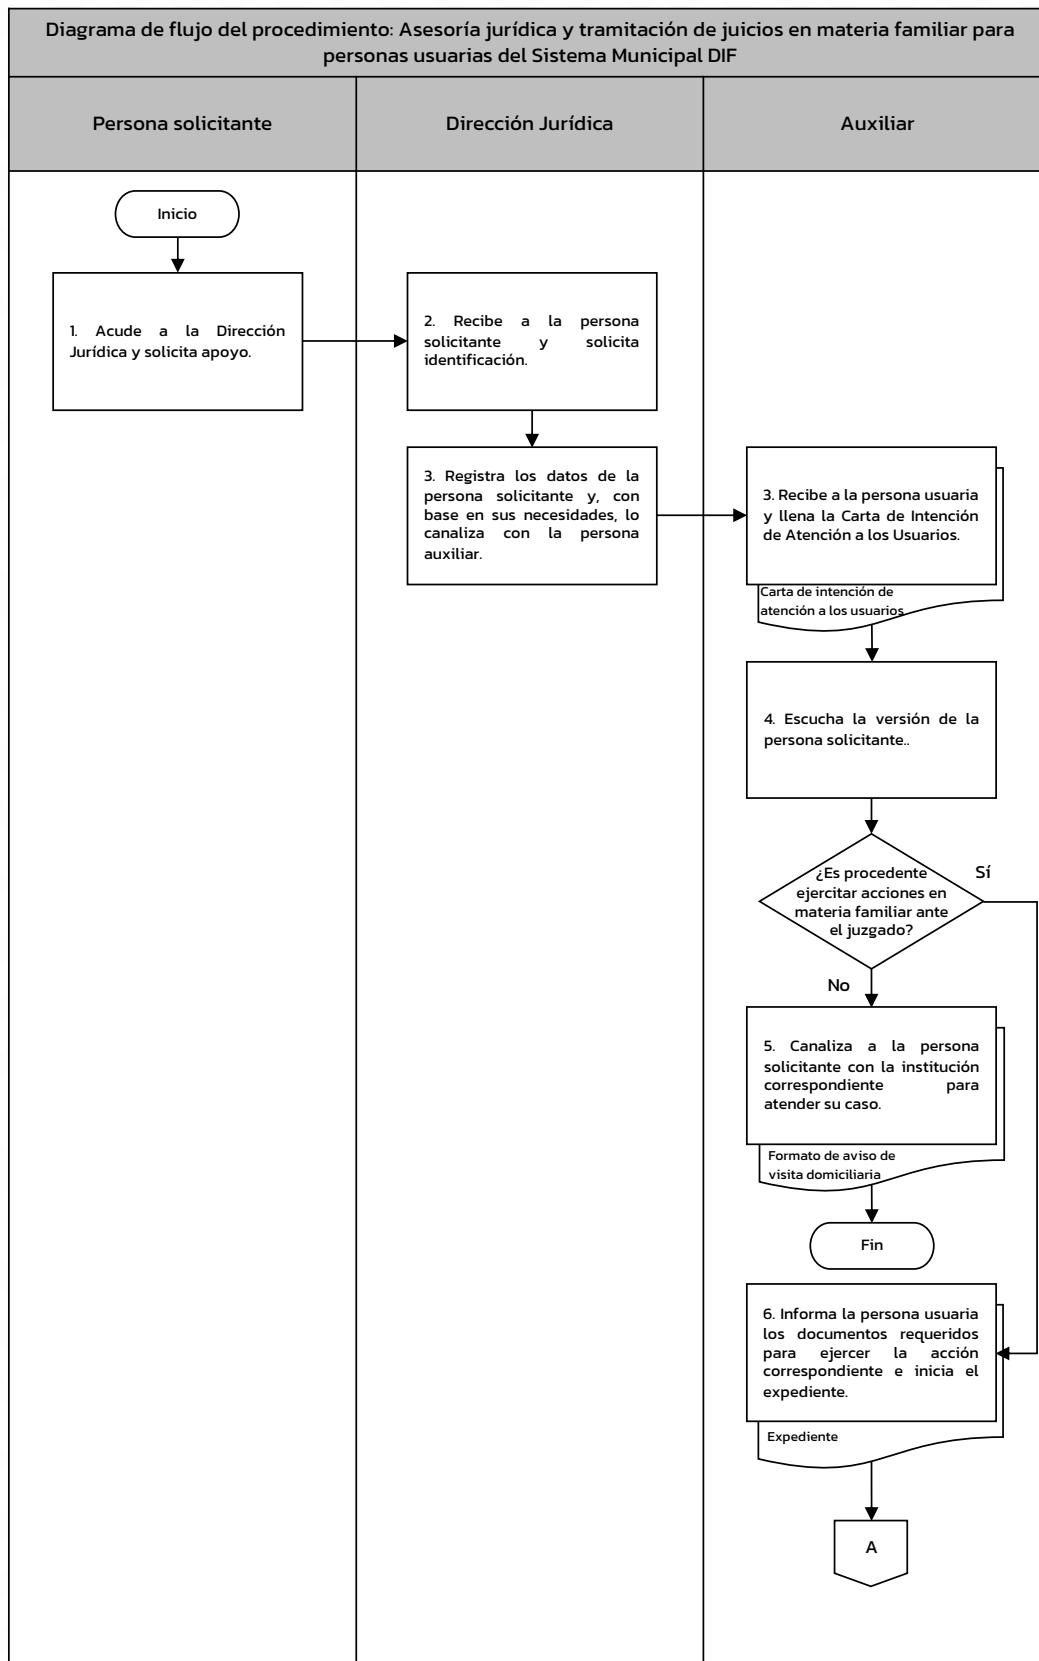 Diagrama de flujo del procedimiento: Asesoría jurídica y tramitación de juicios en materia familiar para
personas usuarias del Sistema Municipal DIF
Persona solicitante
Dirección Jurídica
Auxiliar
Inicio
1. Acude a la Dirección
Jurídica y solicita apoyo.
2. Recibe a la persona
solicitante y solicita
identificación.
3. Registra los datos de la
persona solicitante y, con
base en sus necesidades, lo
canaliza con la persona
auxiliar.
3. Recibe a la persona usuaria
y llena la Carta de Intención
de Atención a los Usuarios.
Carta de intención de
atención a los usuarios
4. Escucha la versión de la
persona solicitante..
¿Es procedente
ejercitar acciones en
materia familiar ante
el juzgado?
Sí
No
5. Canaliza a la persona
solicitante con la institución
correspondiente para
atender su caso.
Formato de aviso de
visita domiciliaria
Fin
6. Informa la persona usuaria
los documentos requeridos
para ejercer la acción
correspondiente e inicia el
expediente.
Expediente
A